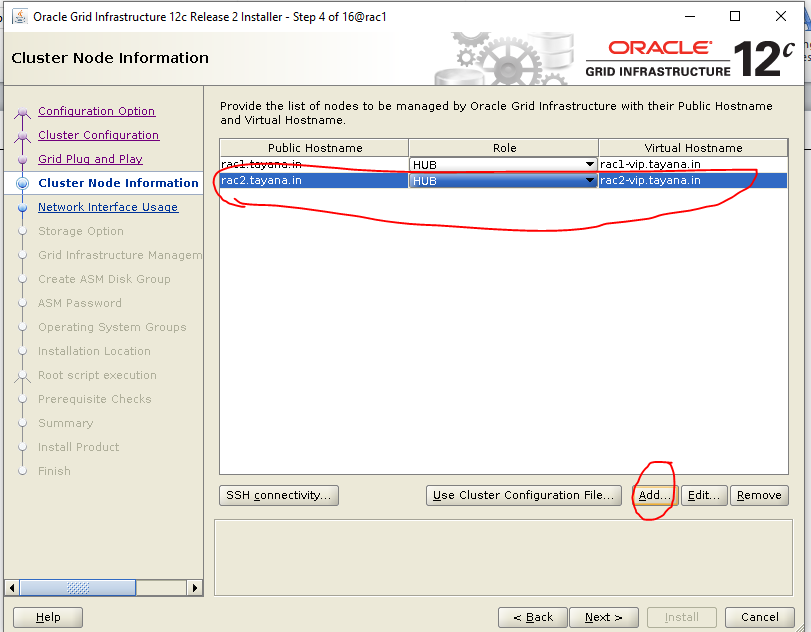 Oracle Grid Infrastructure 12c Release 2 Installer - Step 4 of 16@rac1
Cluster Node Information
ORACLE 12c
GRID INFRASTRUCTURE
Configuration Option
Cluster Configuration
Grid Plug and Play
Cluster Node Information
Network Interface Usage
Storage Option
Grid Infrastructure Managem
Create ASM Disk Group
ASM Password
Operating System Groups
Installation Location
Root script execution
Prerequisite Checks
Summary
Install Product
Finish
Provide the list of nodes to be managed by Oracle Grid Infrastructure with their Public Hostname
and Virtual Hostname.
Public Hostname Role Virtual Hostname
rac1.tayana.in HUB rac1-vip.tayana.in
rac2.tayana.in HUB rac2-vip.tayana.in
SSH connectivity... Use Cluster Configuration File... Add... Edit... Remove
Help < Back Next > Install Cancel